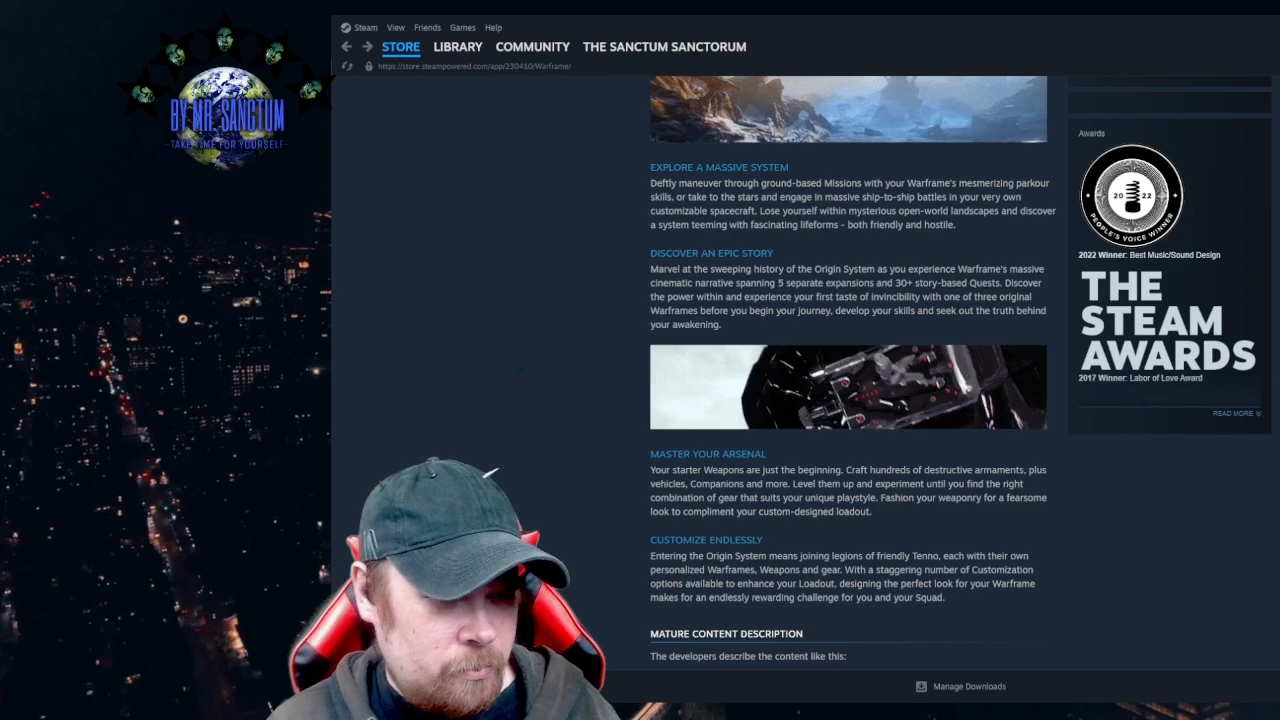 BY MR. SANCTUM
-TAKE TIME FOR YOURSELF-
Steam View Friends Games Help
STORE LIBRARY COMMUNITY THE SANCTUM SANCTORUM
https://store.steampowered.com/app/230410/Warframe/
EXPLORE A MASSIVE SYSTEM
Deftly maneuver through ground-based Missions with your Warframe's mesmerizing parkour
skills, or take to the stars and engage in massive ship-to-ship battles in your very own
customizable spacecraft. Lose yourself within mysterious open-world landscapes and discover
a system teeming with fascinating lifeforms - both friendly and hostile.
DISCOVER AN EPIC STORY
Marvel at the sweeping history of the Origin System as you experience Warframe's massive
cinematic narrative spanning 5 separate expansions and 30+ story-based Quests. Discover
the power within and experience your first taste of invincibility with one of three original
Warframes before you begin your journey, develop your skills and seek out the truth behind
your awakening.
MASTER YOUR ARSENAL
Your starter Weapons are just the beginning. Craft hundreds of destructive armaments, plus
vehicles, Companions and more. Level them up and experiment until you find the right
combination of gear that suits your unique playstyle. Fashion your weaponry for a fearsome
look to compliment your custom-designed loadout.
CUSTOMIZE ENDLESSLY
Entering the Origin System means joining legions of friendly Tenno, each with their own
personalized Warframes, Weapons and gear. With a staggering number of Customization
options available to enhance your Loadout, designing the perfect look for your Warframe
makes for an endlessly rewarding challenge for you and your Squad.
MATURE CONTENT DESCRIPTION
The developers describe the content like this:
Awards
20 22
PEOPLE'S VOICE WINNER
2022 Winner: Best Music/Sound Design
THE
STEAM
AWARDS
2017 Winner: Labor of Love Award
READ MORE
Manage Downloads